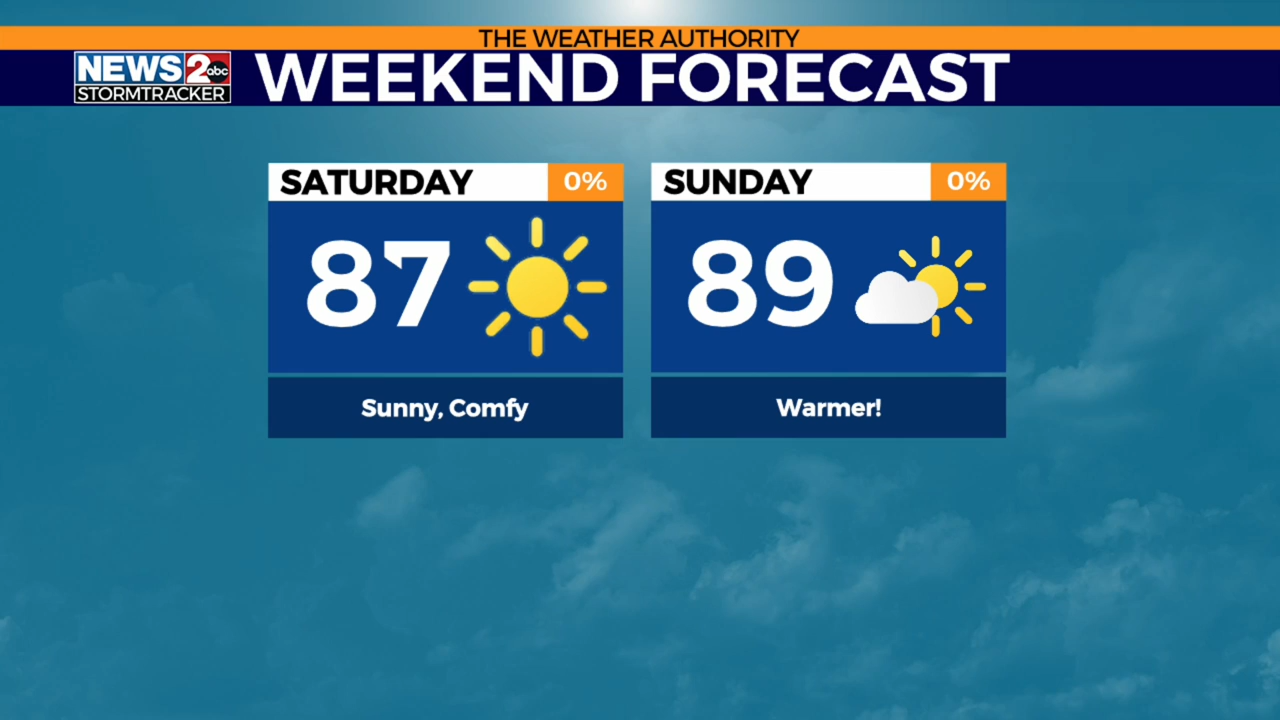 THE WEATHER AUTHORITY
NEWS 2 abc
STORMTRACKER
WEEKEND FORECAST
SATURDAY 0%
87
Sunny, Comfy
SUNDAY 0%
89
Warmer!